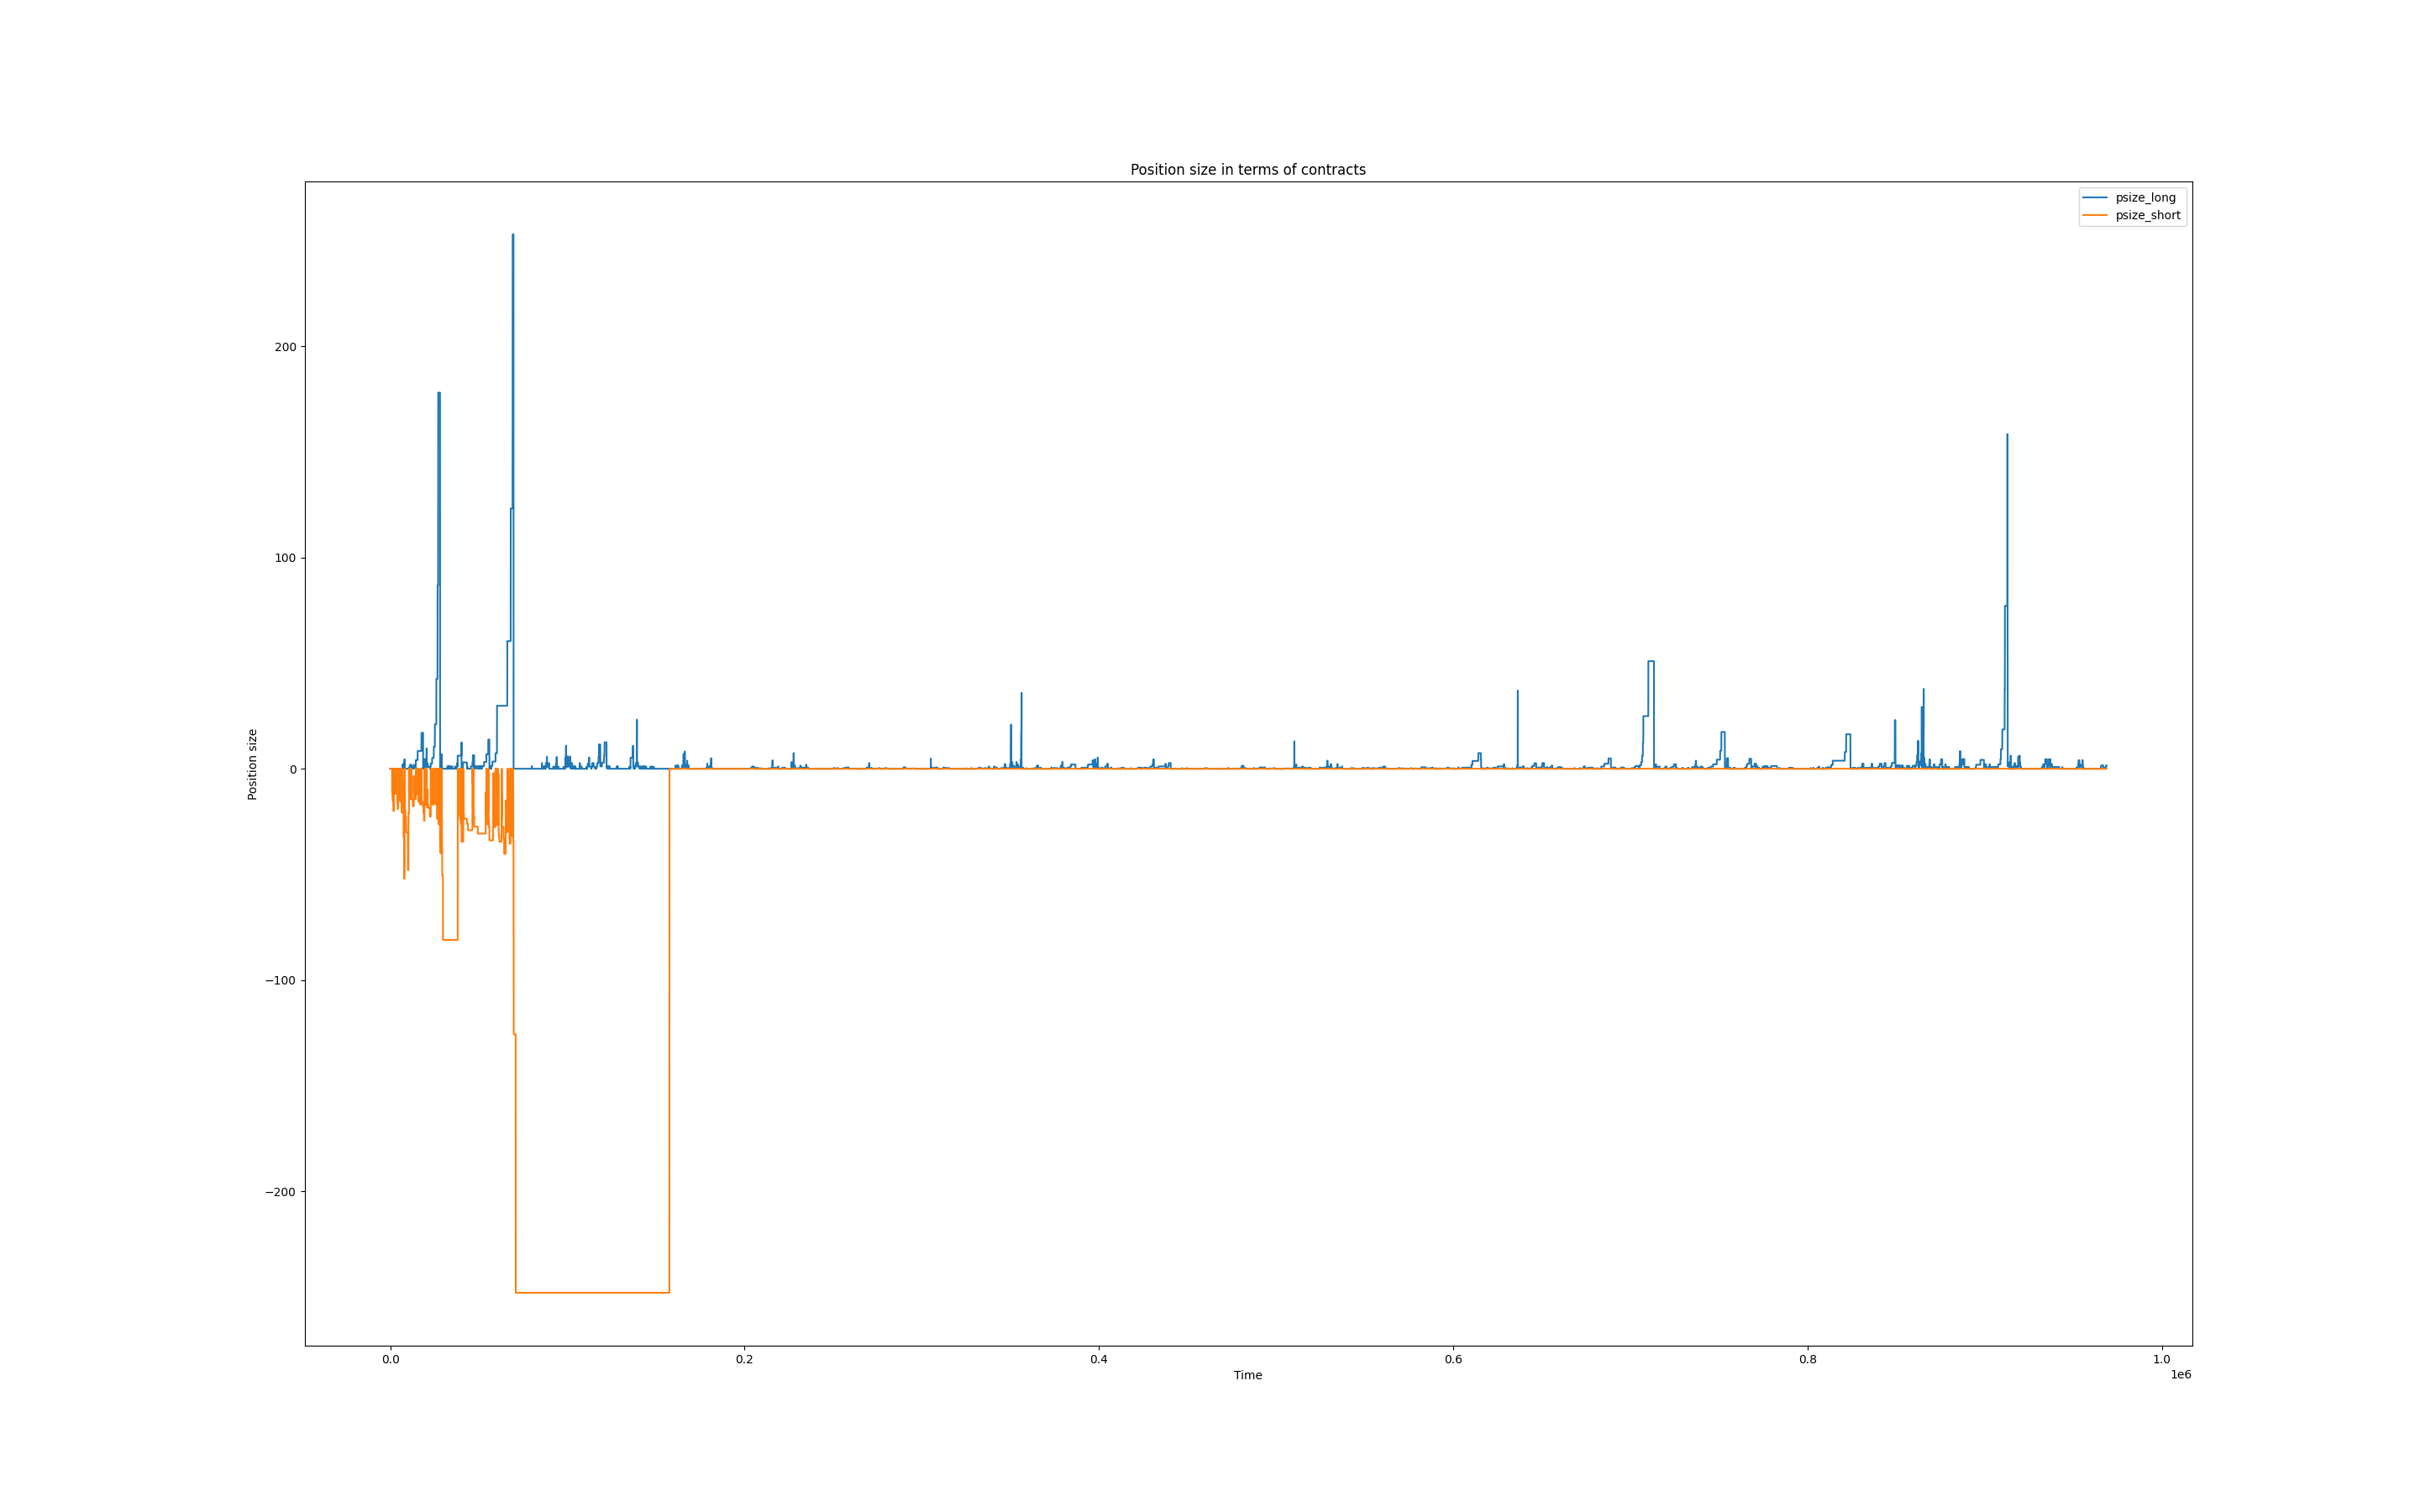 Position size in terms of contracts
psize_long
psize_short
Position size
200
100
0
−100
−200
0.0
0.2
0.4
0.6
0.8
1.0
Time
1e6